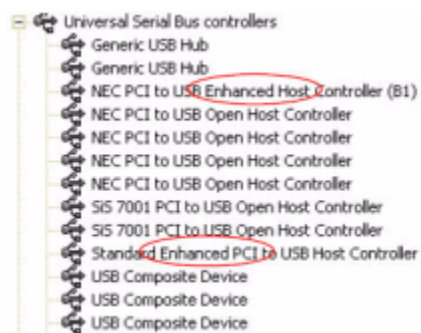 Universal Serial Bus controllers
Generic USB Hub
Generic USB Hub
NEC PCI to USB Enhanced Host Controller (B1)
NEC PCI to USB Open Host Controller
NEC PCI to USB Open Host Controller
NEC PCI to USB Open Host Controller
NEC PCI to USB Open Host Controller
SiS 7001 PCI to USB Open Host Controller
SiS 7001 PCI to USB Open Host Controller
Standard Enhanced PCI to USB Host Controller
USB Composite Device
USB Composite Device
USB Composite Device